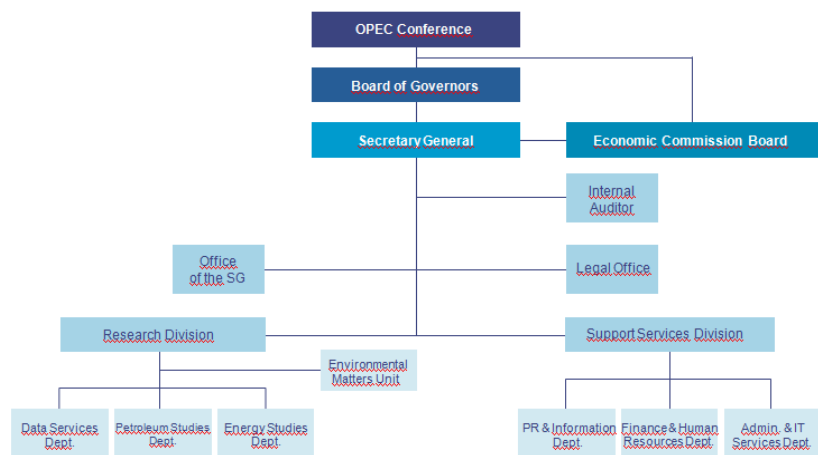 OPEC Conference
Board of Governors
Secretary General
Economic Commission Board
Internal
Auditor
Office
of the SG
Legal Office
Research Division
Support Services Division
Environmental
Matters Unit
Data Services
Dept.
Petroleum Studies
Dept.
Energy Studies
Dept.
PR & Information
Dept.
Finance & Human
Resources Dept.
Admin. & IT
Services Dept.